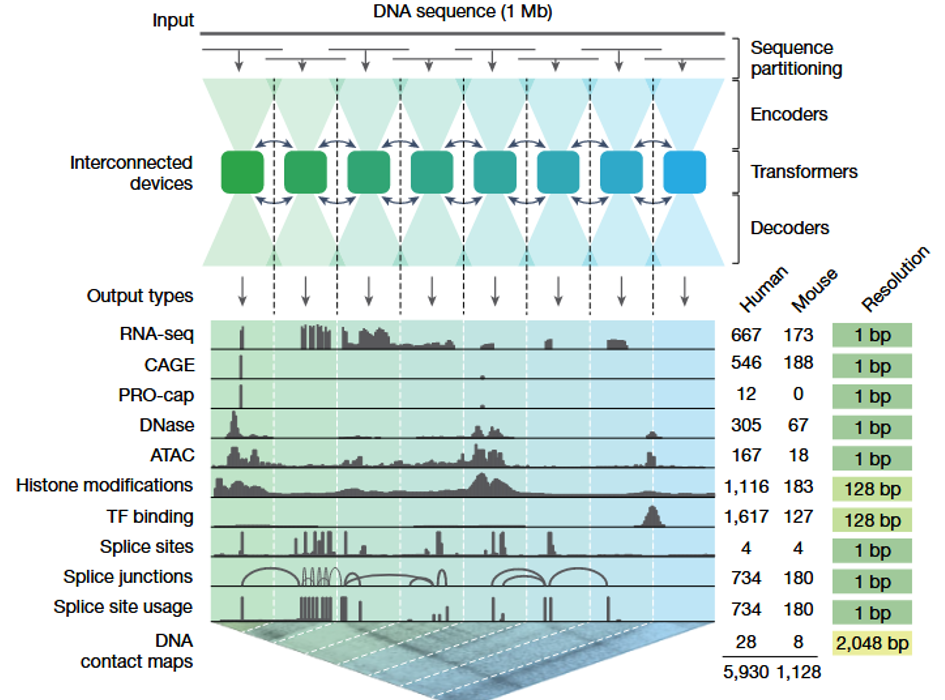 Input
DNA sequence (1 Mb)
Sequence
partitioning
Encoders
Interconnected
devices
Transformers
Decoders
Output types
Human
Mouse
Resolution
RNA-seq 667 173 1 bp
CAGE 546 188 1 bp
PRO-cap 12 0 1 bp
DNase 305 67 1 bp
ATAC 167 18 1 bp
Histone modifications 1,116 183 128 bp
TF binding 1,617 127 128 bp
Splice sites 4 4 1 bp
Splice junctions 734 180 1 bp
Splice site usage 734 180 1 bp
DNA
contact maps 28 8 2,048 bp
5,930 1,128